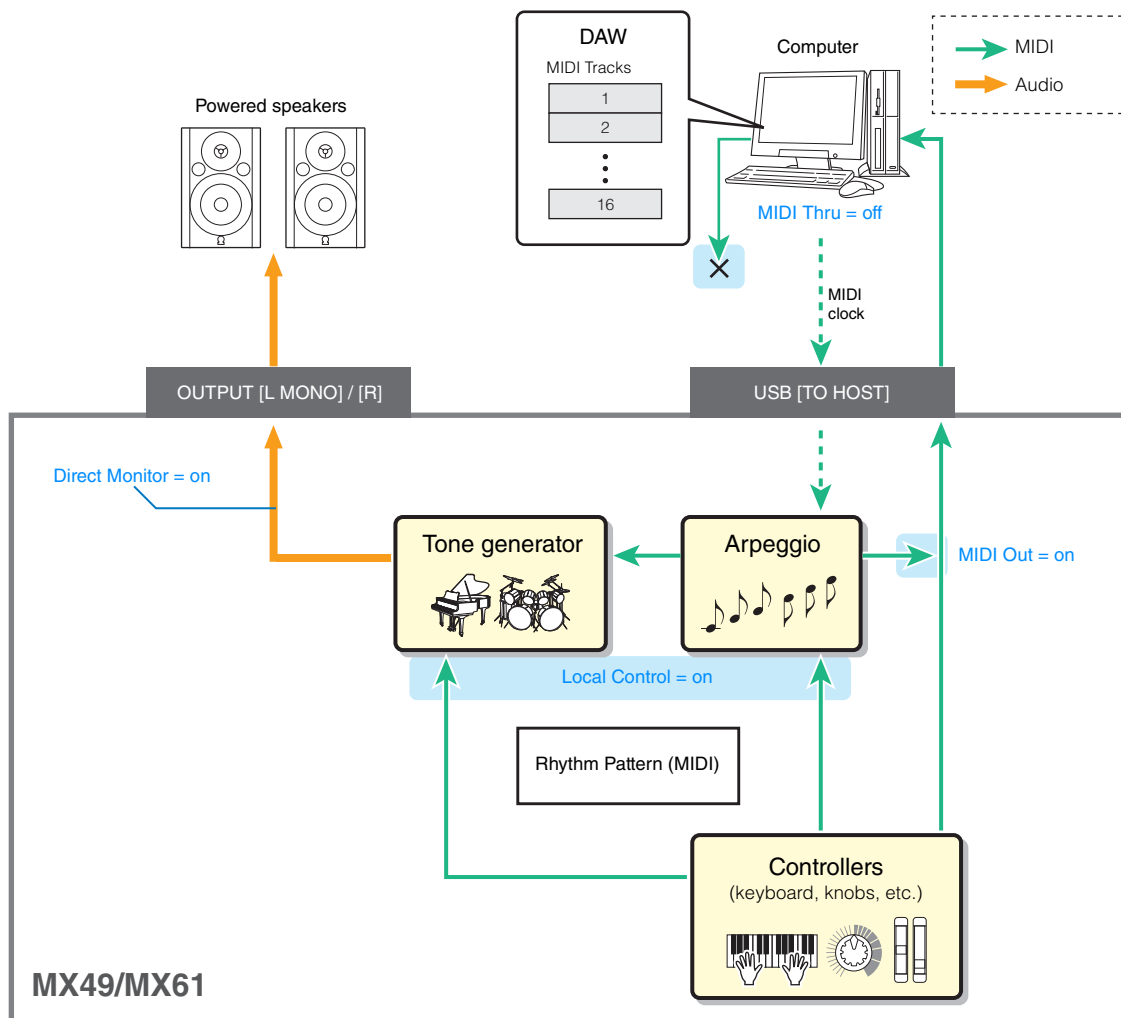 DAW
MIDI Tracks
1
2
16
Computer
MIDI
Audio
Powered speakers
MIDI Thru = off
MIDI
clock
OUTPUT [L MONO] / [R]
USB [TO HOST]
Direct Monitor = on
Tone generator
Arpeggio
MIDI Out = on
Local Control = on
Rhythm Pattern (MIDI)
Controllers
(keyboard, knobs, etc.)
MX49/MX61